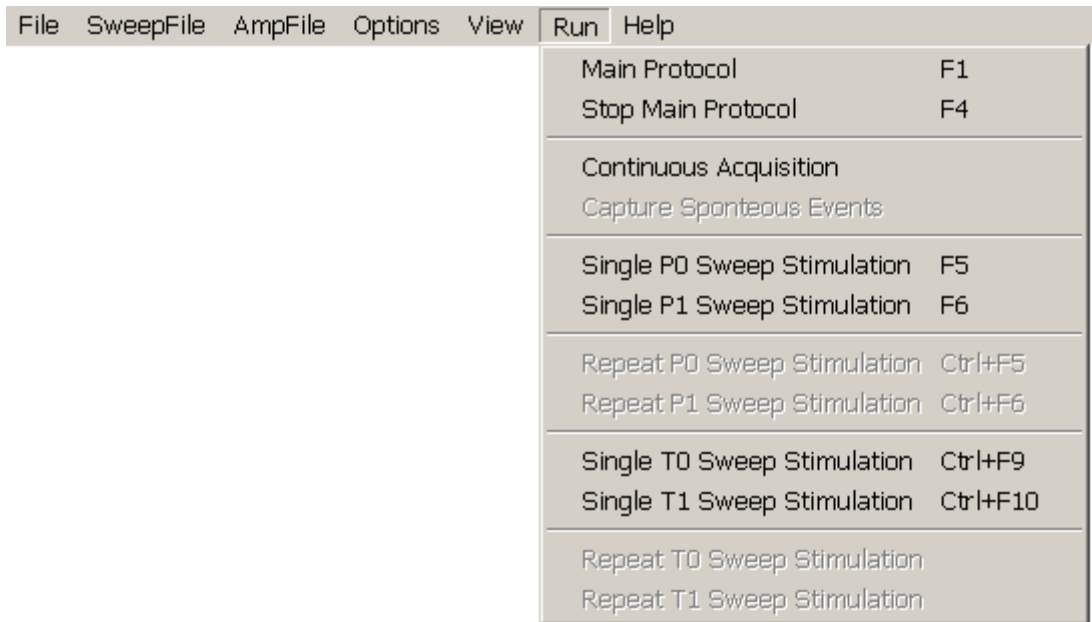 File SweepFile AmpFile Options View Run Help
Main Protocol F1
Stop Main Protocol F4
Continuous Acquisition
Capture Sponteous Events
Single P0 Sweep Stimulation F5
Single P1 Sweep Stimulation F6
Repeat P0 Sweep Stimulation Ctrl+F5
Repeat P1 Sweep Stimulation Ctrl+F6
Single T0 Sweep Stimulation Ctrl+F9
Single T1 Sweep Stimulation Ctrl+F10
Repeat T0 Sweep Stimulation
Repeat T1 Sweep Stimulation